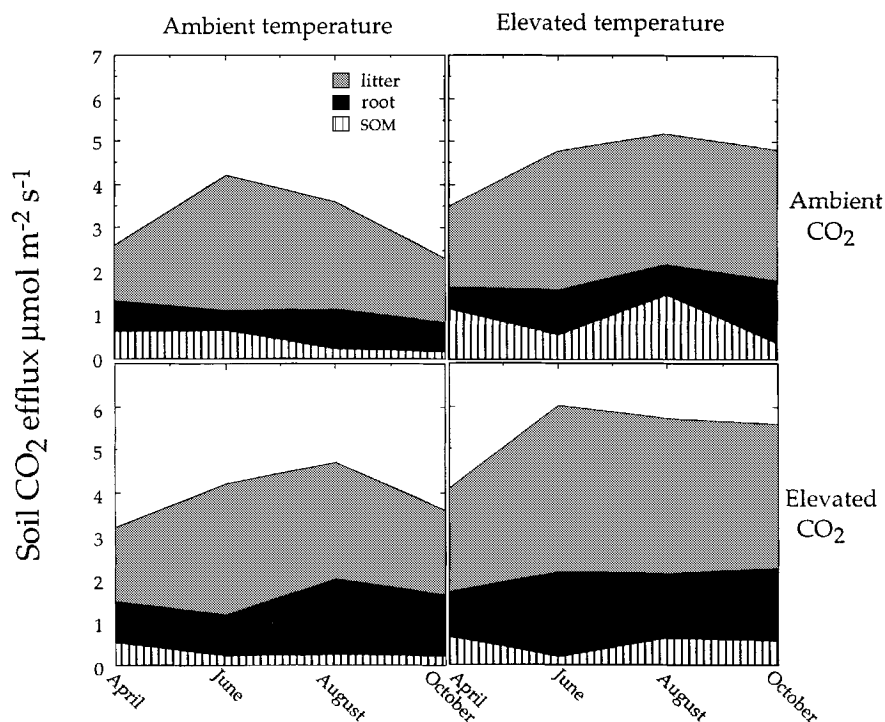 Ambient temperature
Elevated temperature
Soil CO2 efflux μmol m-2 s-1
7
6
5
4
3
2
1
0
litter
root
SOM
Ambient
CO2
6
5
4
3
2
1
0
Elevated
CO2
April
June
August
October
April
June
August
October